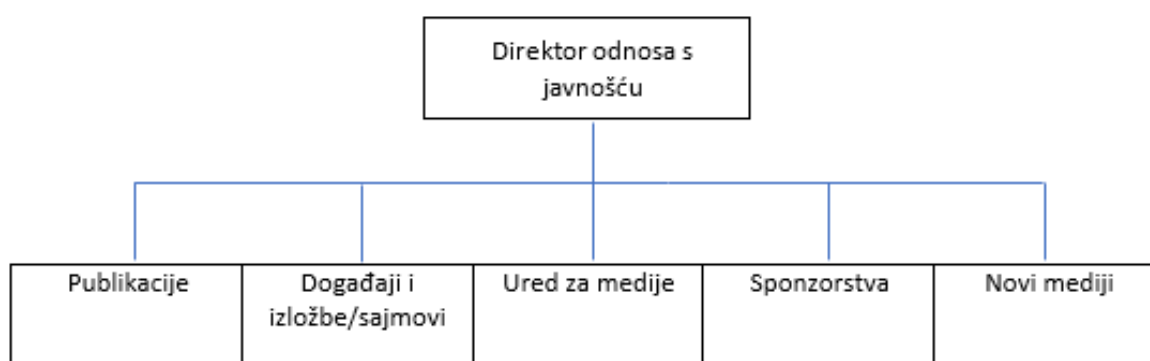 Direktor odnosa s
javnošću
Publikacije
Događaji i
izložbe/sajmovi
Ured za medije
Sponzorstva
Novi mediji